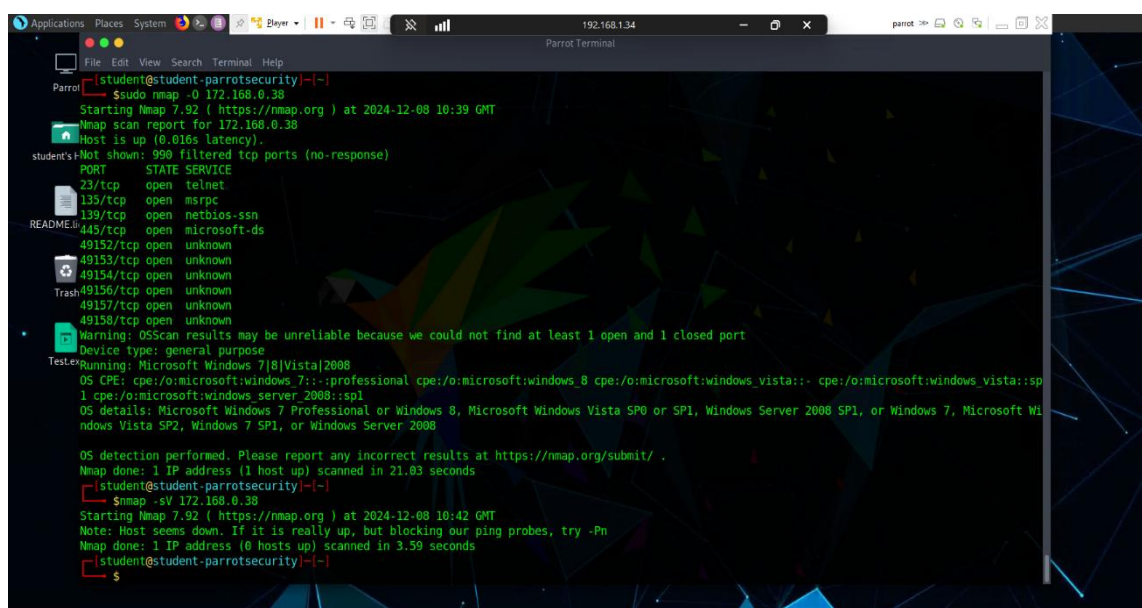 Applications Places System Player 192.168.1.34 parrot
Parrot Terminal
File Edit View Search Terminal Help
Parrot
student's H
README.li
Trash
Test.ex
┌─[student@student-parrotsecurity]─[~]
└──╼ $sudo nmap -O 172.168.0.38
Starting Nmap 7.92 ( https://nmap.org ) at 2024-12-08 10:39 GMT
Nmap scan report for 172.168.0.38
Host is up (0.016s latency).
Not shown: 990 filtered tcp ports (no-response)
PORT STATE SERVICE
23/tcp open telnet
135/tcp open msrpc
139/tcp open netbios-ssn
445/tcp open microsoft-ds
49152/tcp open unknown
49153/tcp open unknown
49154/tcp open unknown
49156/tcp open unknown
49157/tcp open unknown
49158/tcp open unknown
Warning: OSScan results may be unreliable because we could not find at least 1 open and 1 closed port
Device type: general purpose
Running: Microsoft Windows 7|8|Vista|2008
OS CPE: cpe:/o:microsoft:windows_7::-:professional cpe:/o:microsoft:windows_8 cpe:/o:microsoft:windows_vista::- cpe:/o:microsoft:windows_vista::sp
1 cpe:/o:microsoft:windows_server_2008::sp1
OS details: Microsoft Windows 7 Professional or Windows 8, Microsoft Windows Vista SP0 or SP1, Windows Server 2008 SP1, or Windows 7, Microsoft Wi
ndows Vista SP2, Windows 7 SP1, or Windows Server 2008
OS detection performed. Please report any incorrect results at https://nmap.org/submit/ .
Nmap done: 1 IP address (1 host up) scanned in 21.03 seconds
┌─[student@student-parrotsecurity]─[~]
└──╼ $nmap -sV 172.168.0.38
Starting Nmap 7.92 ( https://nmap.org ) at 2024-12-08 10:42 GMT
Note: Host seems down. If it is really up, but blocking our ping probes, try -Pn
Nmap done: 1 IP address (0 hosts up) scanned in 3.59 seconds
┌─[student@student-parrotsecurity]─[~]
└──╼ $